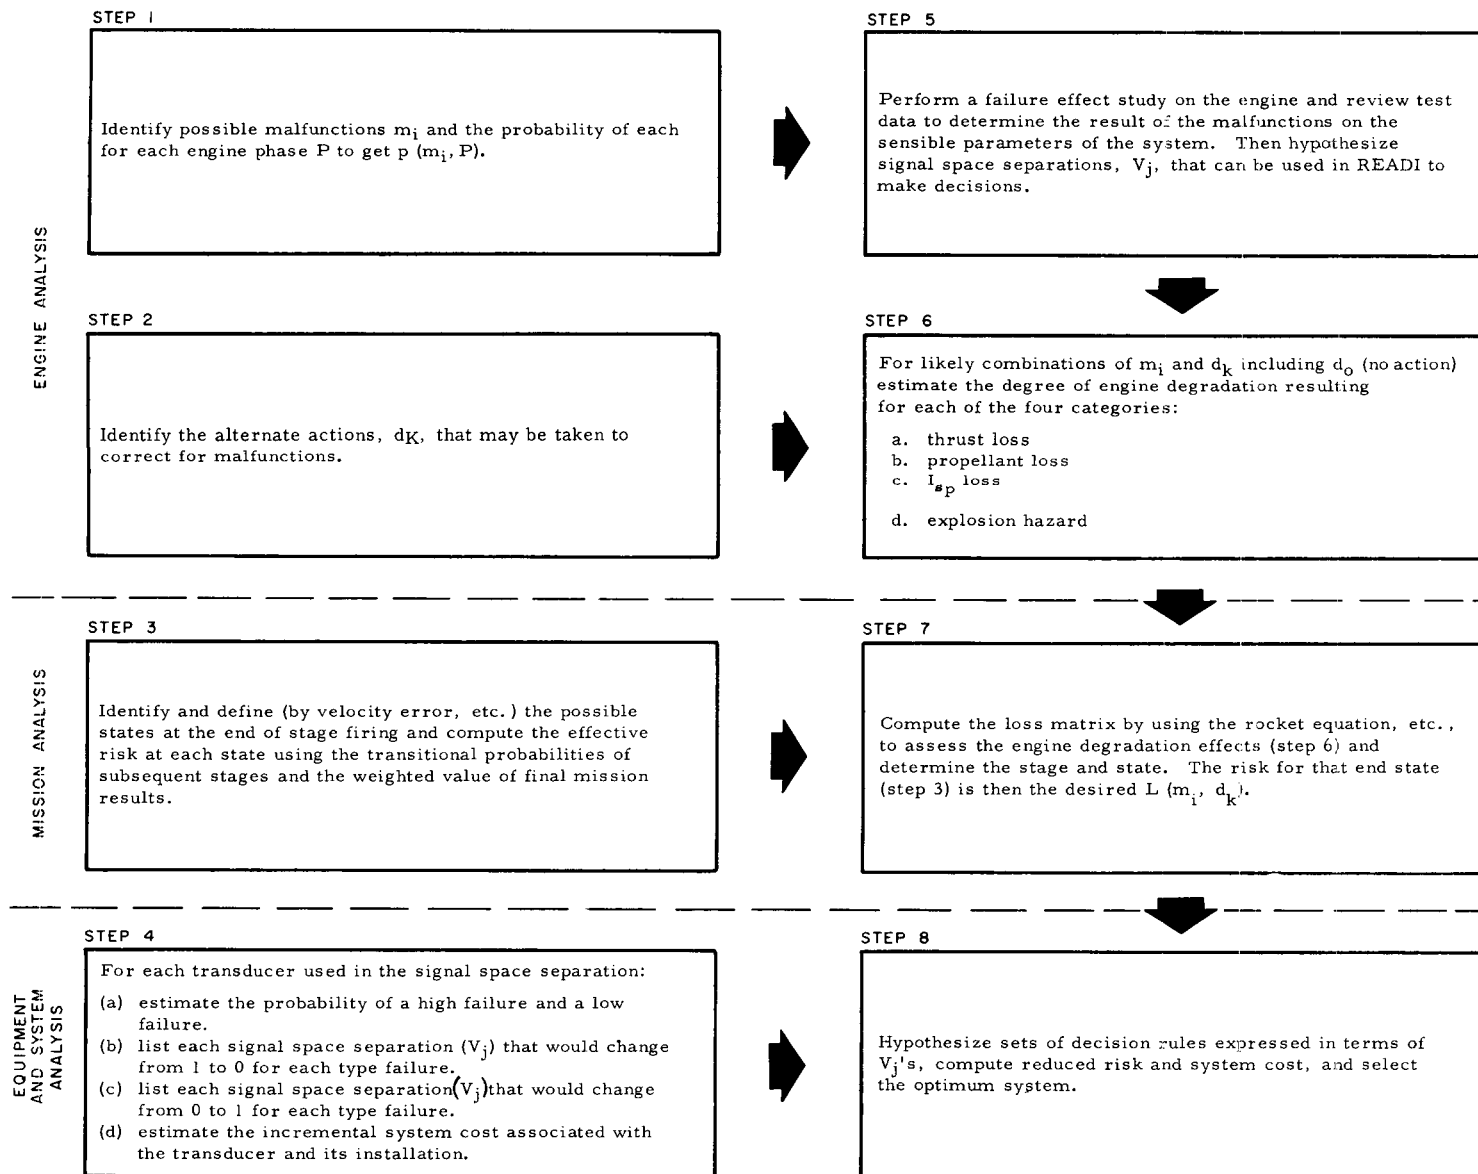 STEP 1
Identify possible malfunctions mi and the probability of each
for each engine phase P to get p (mi, P).
STEP 5
Perform a failure effect study on the engine and review test
data to determine the result of the malfunctions on the
sensible parameters of the system. Then hypothesize
signal space separations, Vj, that can be used in READI to
make decisions.
ENGINE ANALYSIS
STEP 2
Identify the alternate actions, dK, that may be taken to
correct for malfunctions.
STEP 6
For likely combinations of mi and dk including do (no action)
estimate the degree of engine degradation resulting
for each of the four categories:
a. thrust loss
b. propellant loss
c. Isp loss
d. explosion hazard
MISSION ANALYSIS
STEP 3
Identify and define (by velocity error, etc.) the possible
states at the end of stage firing and compute the effective
risk at each state using the transitional probabilities of
subsequent stages and the weighted value of final mission
results.
STEP 7
Compute the loss matrix by using the rocket equation, etc.,
to assess the engine degradation effects (step 6) and
determine the stage and state. The risk for that end state
(step 3) is then the desired L (mi, dk).
EQUIPMENT
AND SYSTEM
ANALYSIS
STEP 4
For each transducer used in the signal space separation:
(a) estimate the probability of a high failure and a low
failure.
(b) list each signal space separation (Vj) that would change
from 1 to 0 for each type failure.
(c) list each signal space separation(Vj)that would change
from 0 to 1 for each type failure.
(d) estimate the incremental system cost associated with
the transducer and its installation.
STEP 8
Hypothesize sets of decision rules expressed in terms of
Vj's, compute reduced risk and system cost, and select
the optimum system.